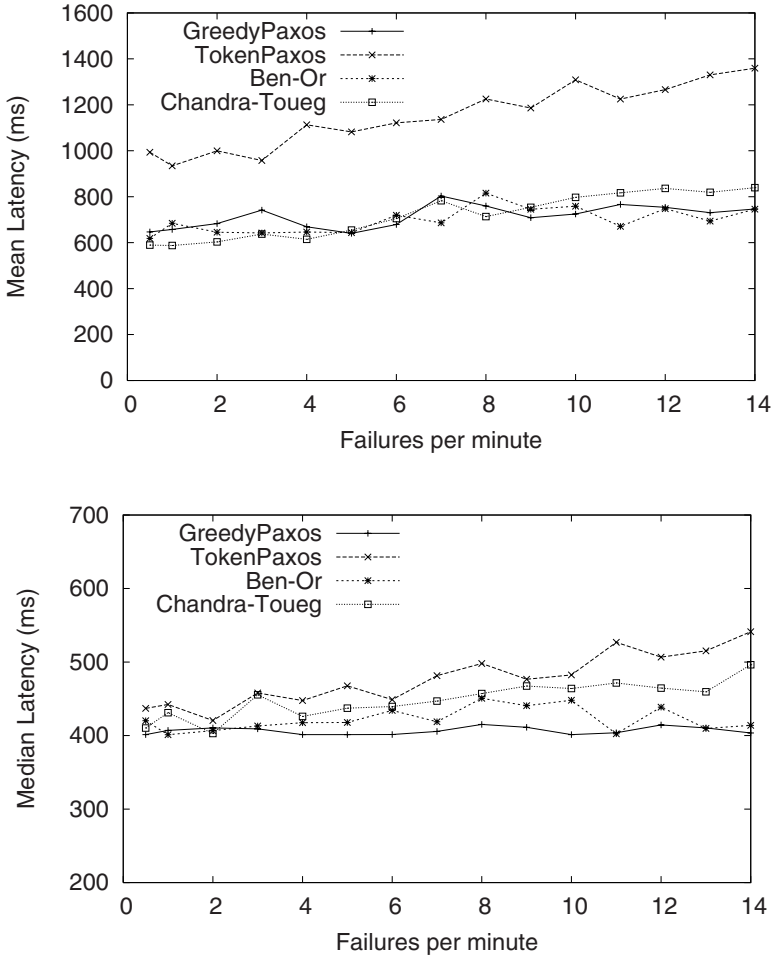 1600
1400
1200
1000
800
600
400
200
0
Mean Latency (ms)
GreedyPaxos
TokenPaxos
Ben-Or
Chandra-Toueg
0 2 4 6 8 10 12 14
Failures per minute
700
600
500
400
300
200
Median Latency (ms)
GreedyPaxos
TokenPaxos
Ben-Or
Chandra-Toueg
0 2 4 6 8 10 12 14
Failures per minute